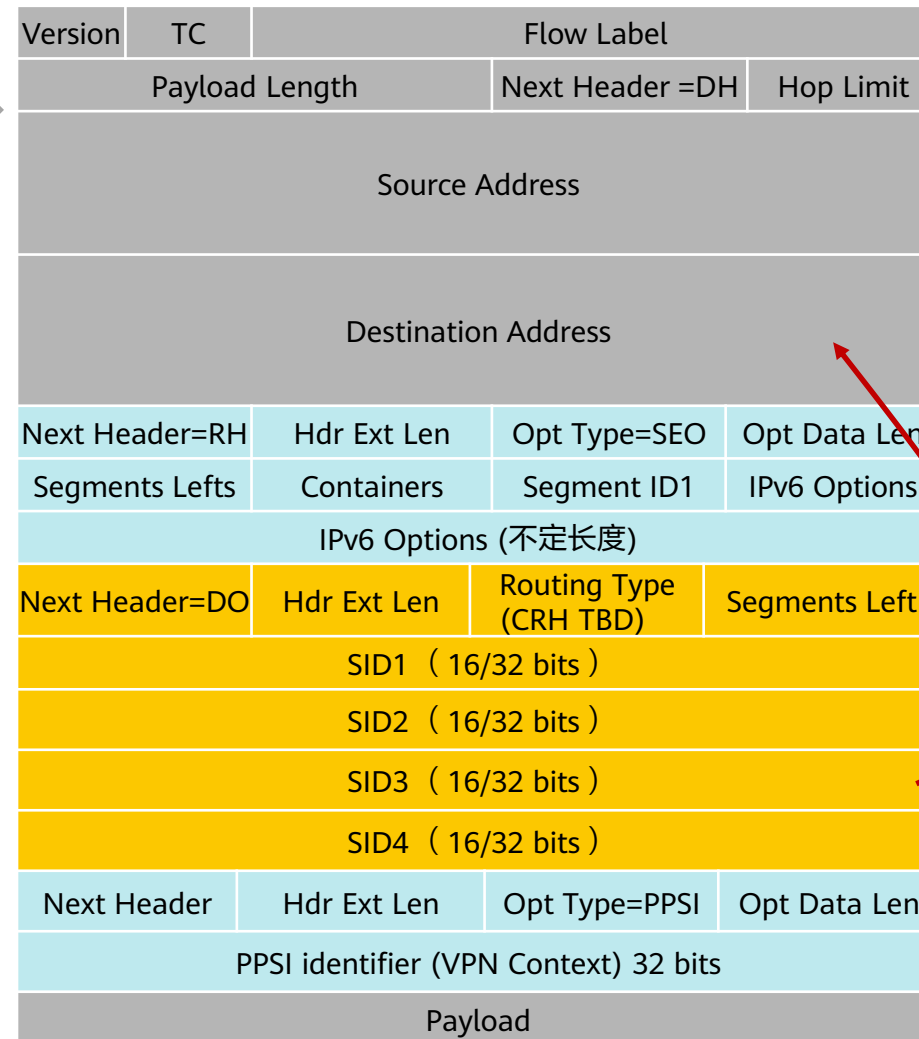 Version TC Flow Label
Payload Length Next Header =DH Hop Limit
Source Address
Destination Address
Next Header=RH Hdr Ext Len Opt Type=SEO Opt Data Len
Segments Lefts Containers Segment ID1 IPv6 Options
IPv6 Options (不定长度)
Next Header=DO Hdr Ext Len Routing Type (CRH TBD) Segments Left
SID1 （ 16/32 bits ）
SID2 （ 16/32 bits ）
SID3 （ 16/32 bits ）
SID4 （ 16/32 bits ）
Next Header Hdr Ext Len Opt Type=PPSI Opt Data Len
PPSI identifier (VPN Context) 32 bits
Payload